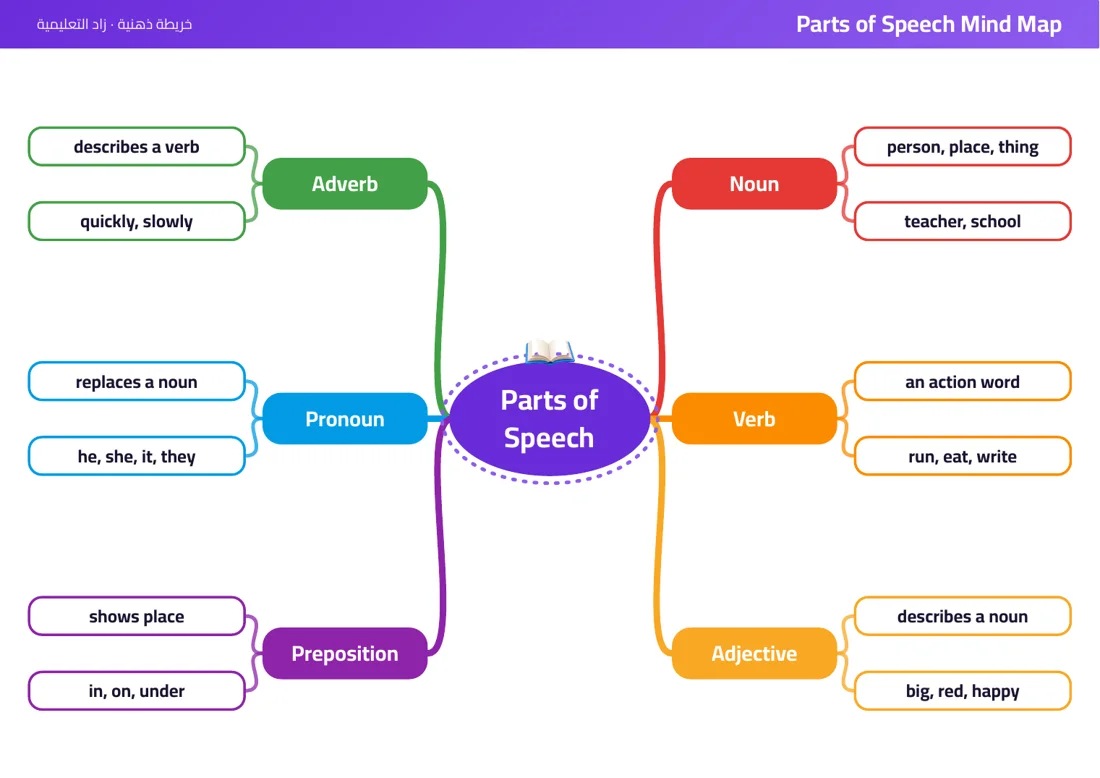 Parts of Speech Mind Map
خريطة ذهنية · زاد التعليمية
Parts of
Speech
Noun
person, place, thing
teacher, school
Verb
an action word
run, eat, write
Adjective
describes a noun
big, red, happy
Adverb
describes a verb
quickly, slowly
Pronoun
replaces a noun
he, she, it, they
Preposition
shows place
in, on, under